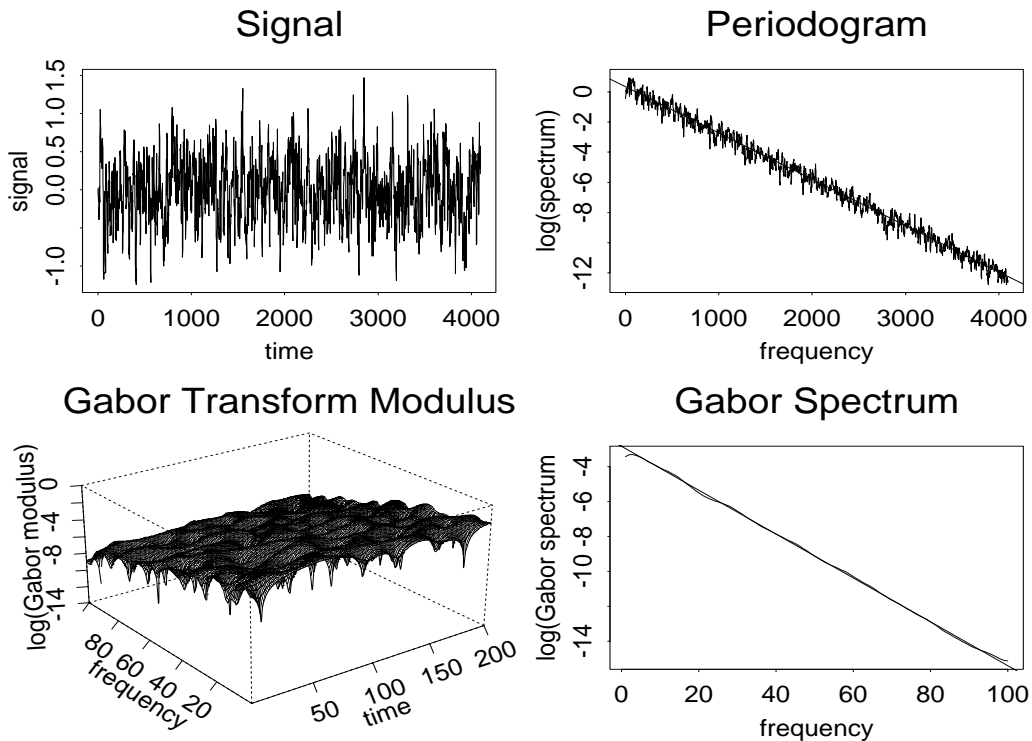 Signal
signal
-1.0 0.0 0.5 1.0 1.5
0 1000 2000 3000 4000
time
Periodogram
log(spectrum)
0
-2
-4
-6
-8
-12
0 1000 2000 3000 4000
frequency
Gabor Transform Modulus
log(Gabor modulus)
0
-4
-8
-14
80 60 40 20
frequency
50 100 150 200
time
Gabor Spectrum
log(Gabor spectrum
-4
-6
-8
-10
-14
0 20 40 60 80 100
frequency